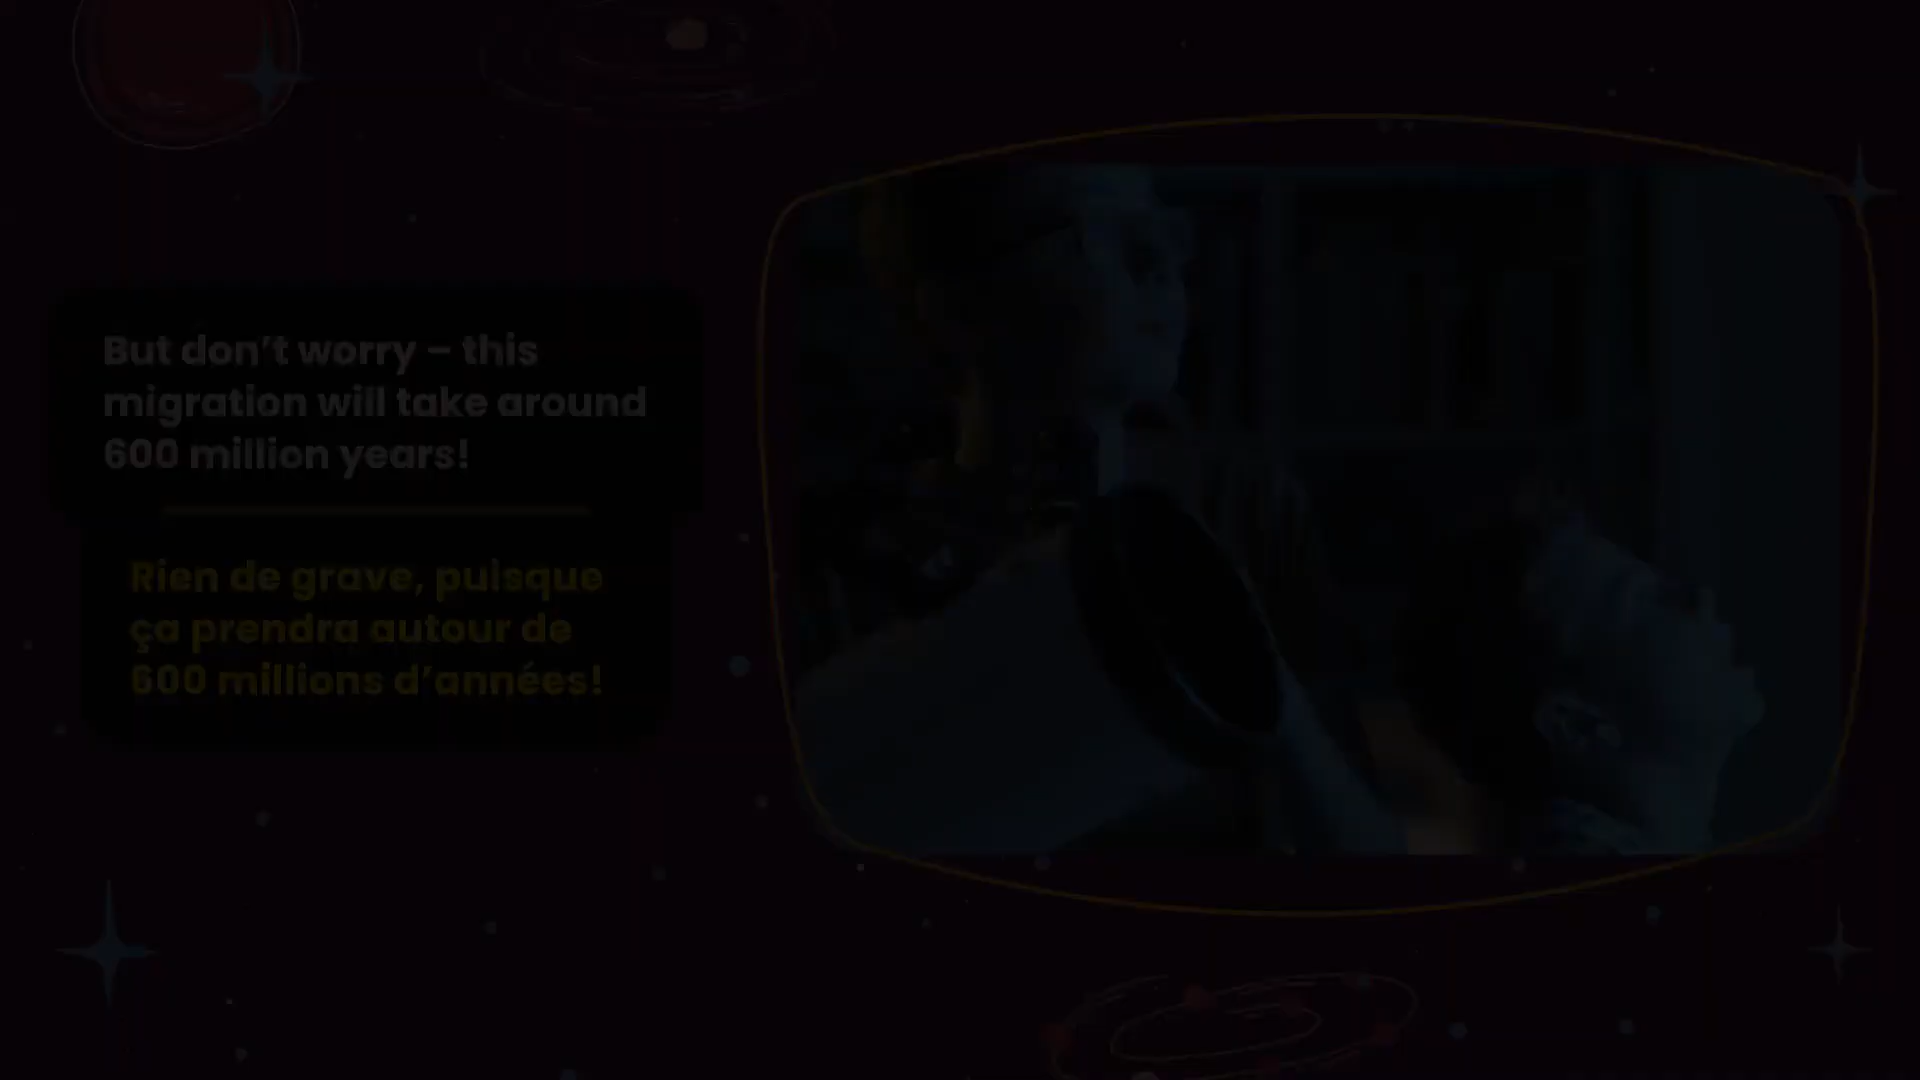 But don’t worry – this
migration will take around
600 million years!
Rien de grave, puisque
ça prendra autour de
600 millions d’années!